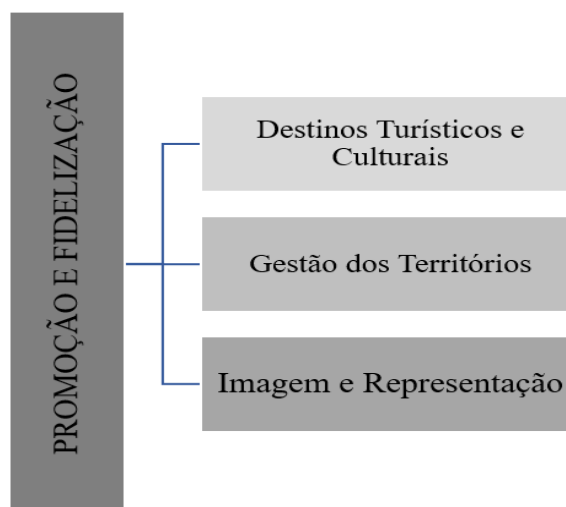 PROMOÇÃO E FIDELIZAÇÃO
Destinos Turísticos e
Culturais
Gestão dos Territórios
Imagem e Representação